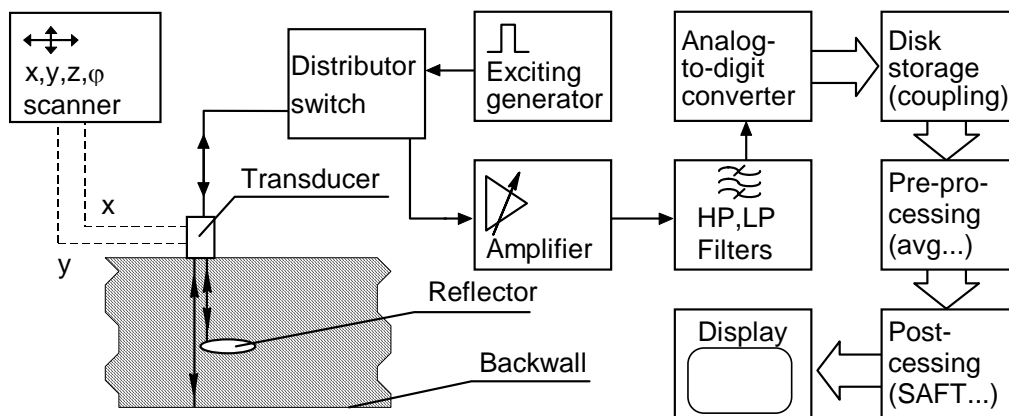 x,y,z,φ
scanner
Distributor
switch
Exciting
generator
Analog-
to-digit
converter
Disk
storage
(coupling)
Transducer
x
y
Amplifier
HP,LP
Filters
Pre-pro-
cessing
(avg...)
Reflector
Backwall
Display
Post-
cessing
(SAFT...)